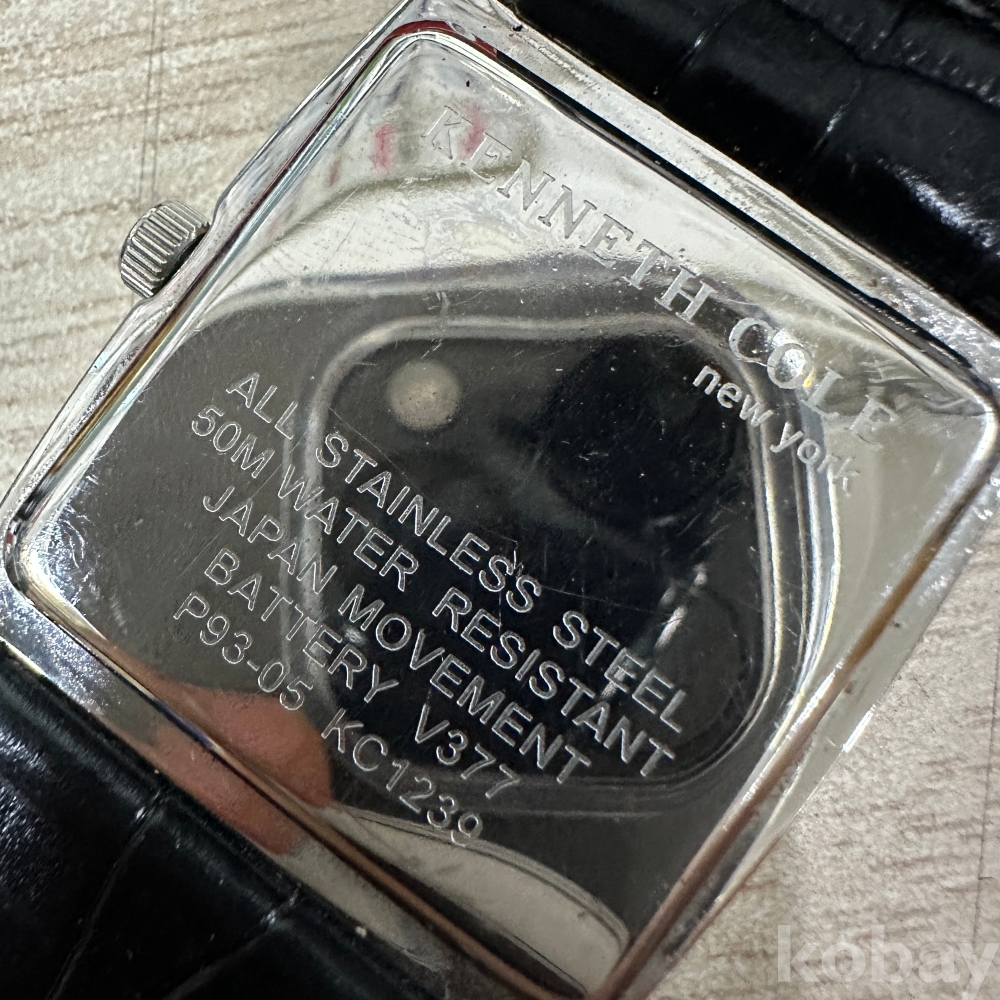 KENNETH COLE
new york
ALL STAINLESS STEEL
50M WATER RESISTANT
JAPAN MOVEMENT
BATTERY V377
P93-05 KC1239
kobay